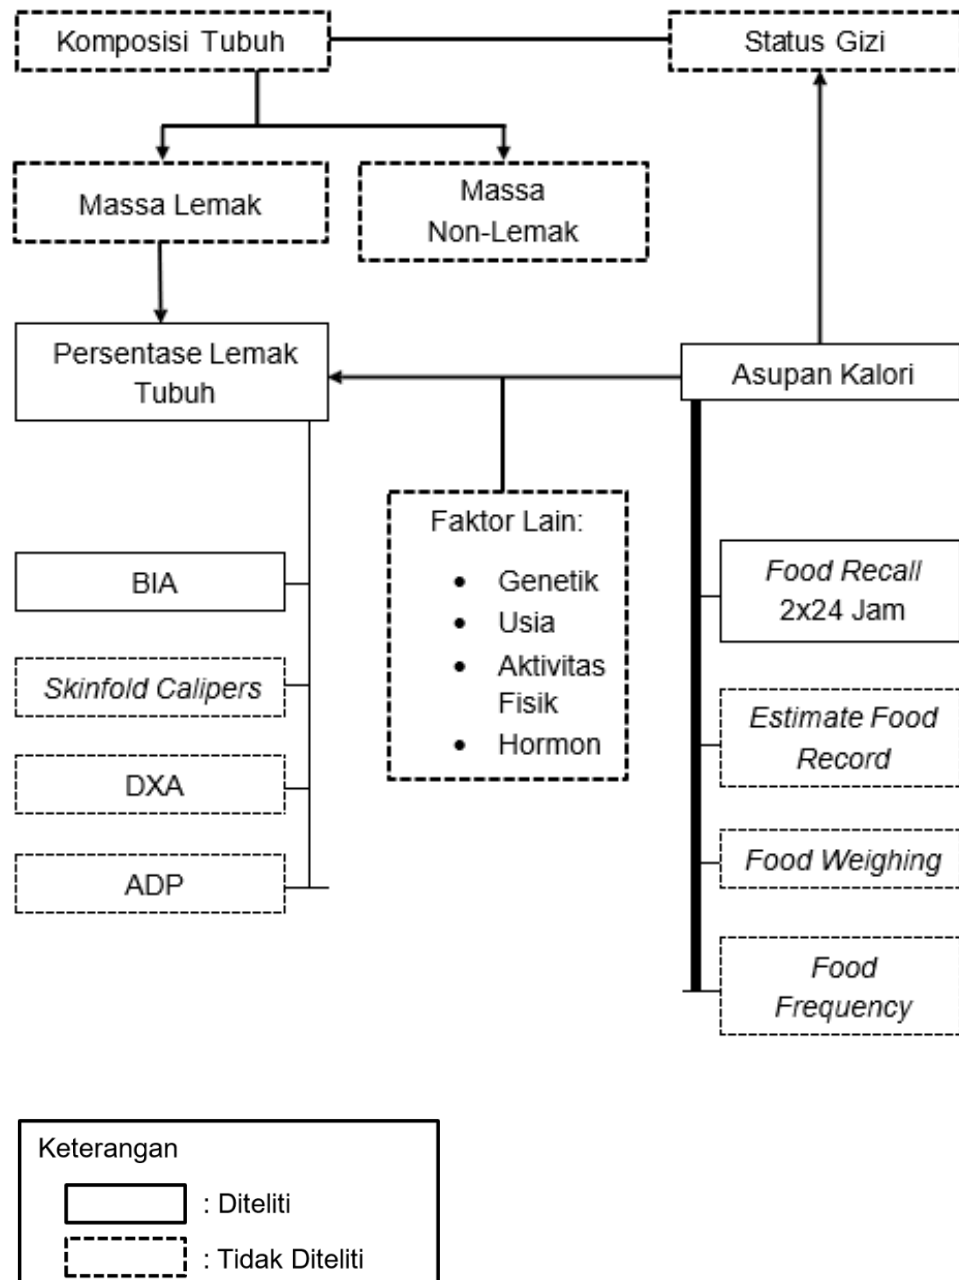 Komposisi Tubuh
Status Gizi
Massa Lemak
Massa
Non-Lemak
Persentase Lemak
Tubuh
Asupan Kalori
Faktor Lain:
• Genetik
• Usia
• Aktivitas
Fisik
• Hormon
BIA
Skinfold Calipers
DXA
ADP
Food Recall
2x24 Jam
Estimate Food
Record
Food Weighing
Food
Frequency
Keterangan
: Diteliti
: Tidak Diteliti